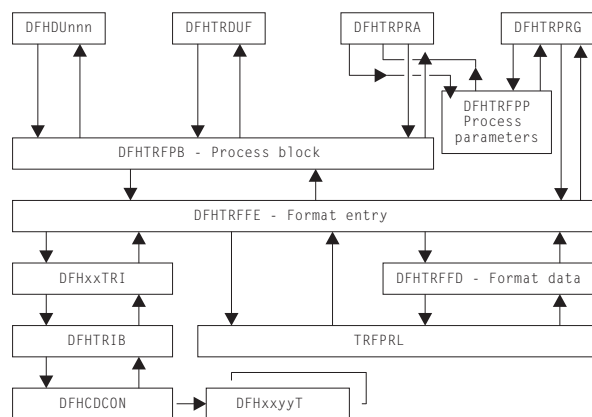 DFHDUnnn
DFHTRDUF
DFHTRPRA
DFHTRPRG
DFHTRFPP
Process
parameters
DFHTRFPB - Process block
DFHTRFFE - Format entry
DFHxxTRI
DFHTRFFD - Format data
DFHTRIB
TRFPRL
DFHCDCON
DFHxxyyT